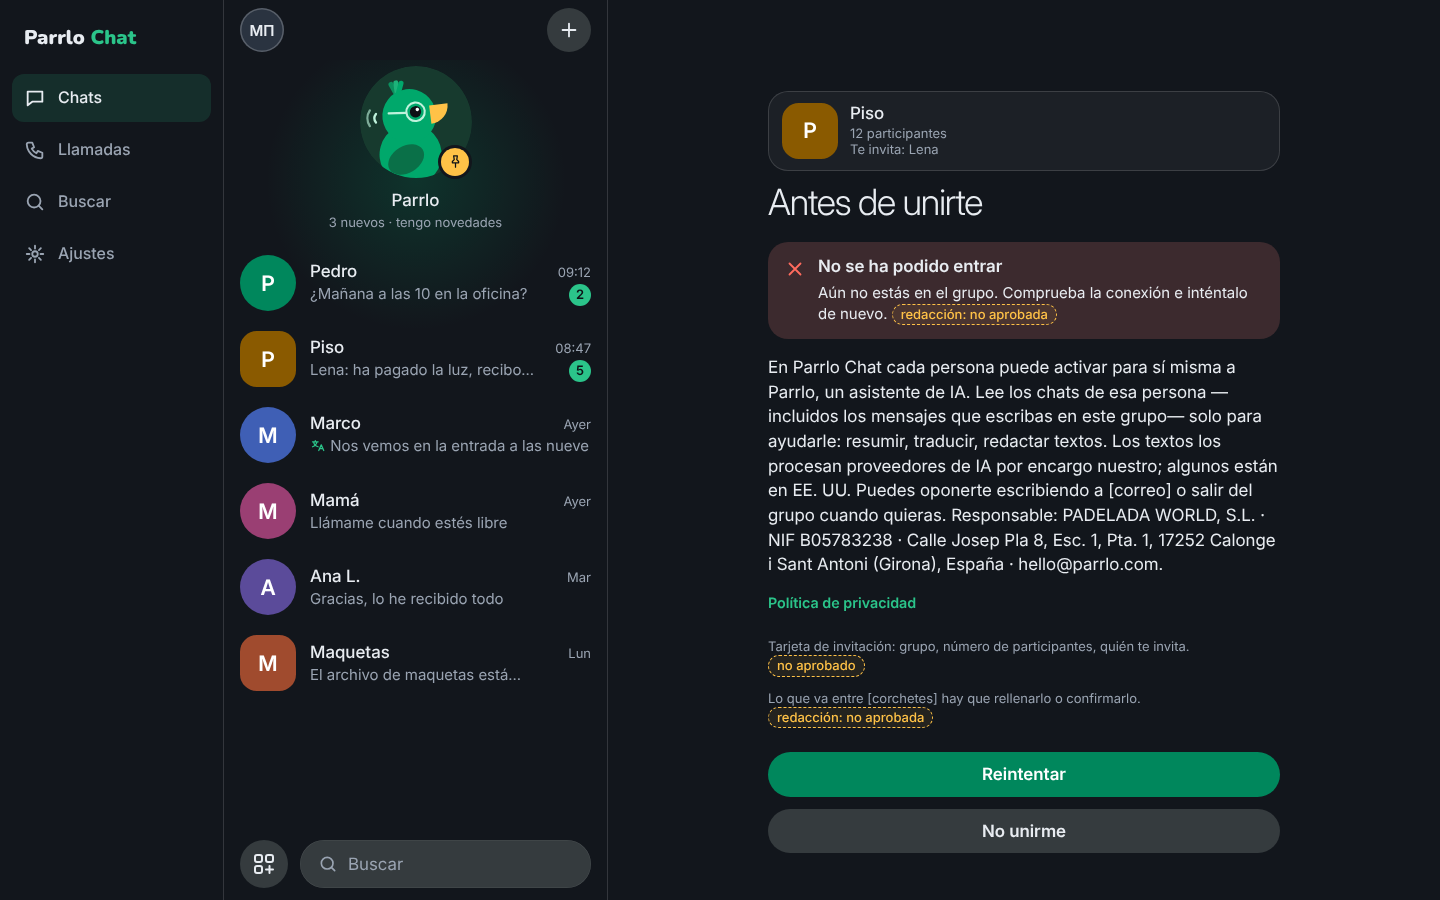 Parrlo Chat
Chats
Llamadas
Buscar
Ajustes
МП
Parrlo
3 nuevos · tengo novedades
P
Pedro
09:12
¿Mañana a las 10 en la oficina?
2
P
Piso
08:47
Lena: ha pagado la luz, recibo...
5
M
Marco
Ayer
Nos vemos en la entrada a las nueve
M
Mamá
Ayer
Llámame cuando estés libre
A
Ana L.
Mar
Gracias, lo he recibido todo
M
Maquetas
Lun
El archivo de maquetas está...
Buscar
P
Piso
12 participantes
Te invita: Lena
Antes de unirte
No se ha podido entrar
Aún no estás en el grupo. Comprueba la conexión e inténtalo
de nuevo. redacción: no aprobada
En Parrlo Chat cada persona puede activar para sí misma a
Parrlo, un asistente de IA. Lee los chats de esa persona —
incluidos los mensajes que escribas en este grupo— solo para
ayudarle: resumir, traducir, redactar textos. Los textos los
procesan proveedores de IA por encargo nuestro; algunos están
en EE. UU. Puedes oponerte escribiendo a [correo] o salir del
grupo cuando quieras. Responsable: PADELADA WORLD, S.L. ·
NIF B05783238 · Calle Josep Pla 8, Esc. 1, Pta. 1, 17252 Calonge
i Sant Antoni (Girona), España · hello@parrlo.com.
Política de privacidad
Tarjeta de invitación: grupo, número de participantes, quién te invita.
no aprobado
Lo que va entre [corchetes] hay que rellenarlo o confirmarlo.
redacción: no aprobada
Reintentar
No unirme